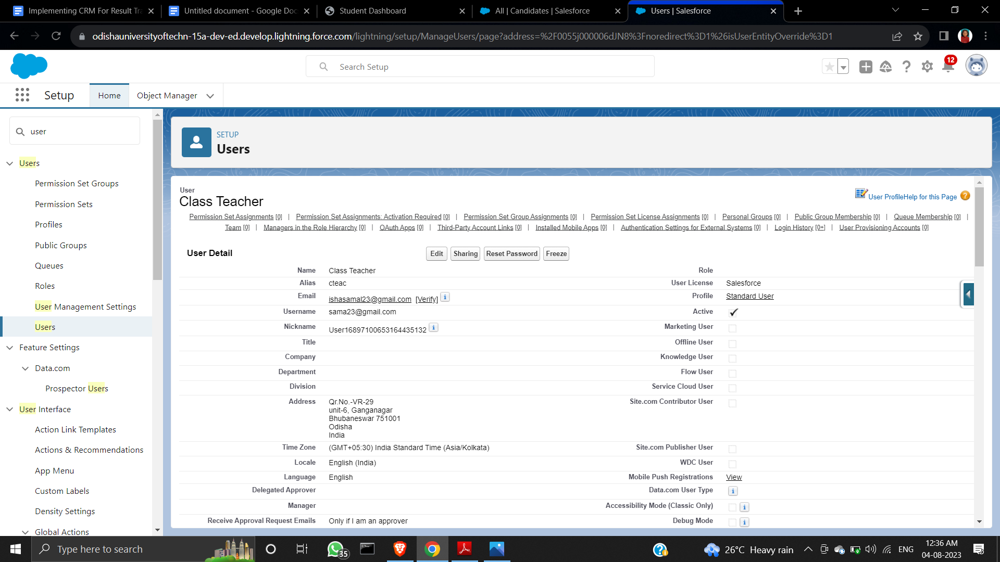 Implementing CRM For Result Tra
Untitled document - Google Doc
Student Dashboard
All | Candidates | Salesforce
Users | Salesforce
odishauniversityoftechn-15a-dev-ed.develop.lightning.force.com/lightning/setup/ManageUsers/page?address=%2F0055j000006dJN8%3Fnoredirect%3D1%26isUserEntityOverride%3D1
Search Setup
12
Setup
Home
Object Manager
user
Users
Permission Set Groups
Permission Sets
Profiles
Public Groups
Queues
Roles
User Management Settings
Users
Feature Settings
Data.com
Prospector Users
User Interface
Action Link Templates
Actions & Recommendations
App Menu
Custom Labels
Density Settings
Global Actions
SETUP
Users
User
Class Teacher
User Profile Help for this Page ?
Permission Set Assignments [0] | Permission Set Assignments: Activation Required [0] | Permission Set Group Assignments [0] | Permission Set License Assignments [0] | Personal Groups [0] | Public Group Membership [0] | Queue Membership [0] |
Team [0] | Managers in the Role Hierarchy [0] | OAuth Apps [0] | Third-Party Account Links [0] | Installed Mobile Apps [0] | Authentication Settings for External Systems [0] | Login History [0+] | User Provisioning Accounts [0]
User Detail
Edit Sharing Reset Password Freeze
Name Class Teacher Role
Alias cteac User License Salesforce
Email ishasamal23@gmail.com [Verify] i Profile Standard User
Username sama23@gmail.com Active
Nickname User16897100653164435132 i Marketing User
Title Offline User
Company Knowledge User
Department Flow User
Division Service Cloud User
Address Qr.No.-VR-29 Site.com Contributor User
unit-6, Ganganagar
Bhubaneswar 751001
Odisha
India
Time Zone (GMT+05:30) India Standard Time (Asia/Kolkata) Site.com Publisher User
Locale English (India) WDC User
Language English Mobile Push Registrations View
Delegated Approver Data.com User Type i
Manager Accessibility Mode (Classic Only) i
Receive Approval Request Emails Only if I am an approver Debug Mode i
Type here to search
35
26°C Heavy rain
ENG
12:36 AM
04-08-2023